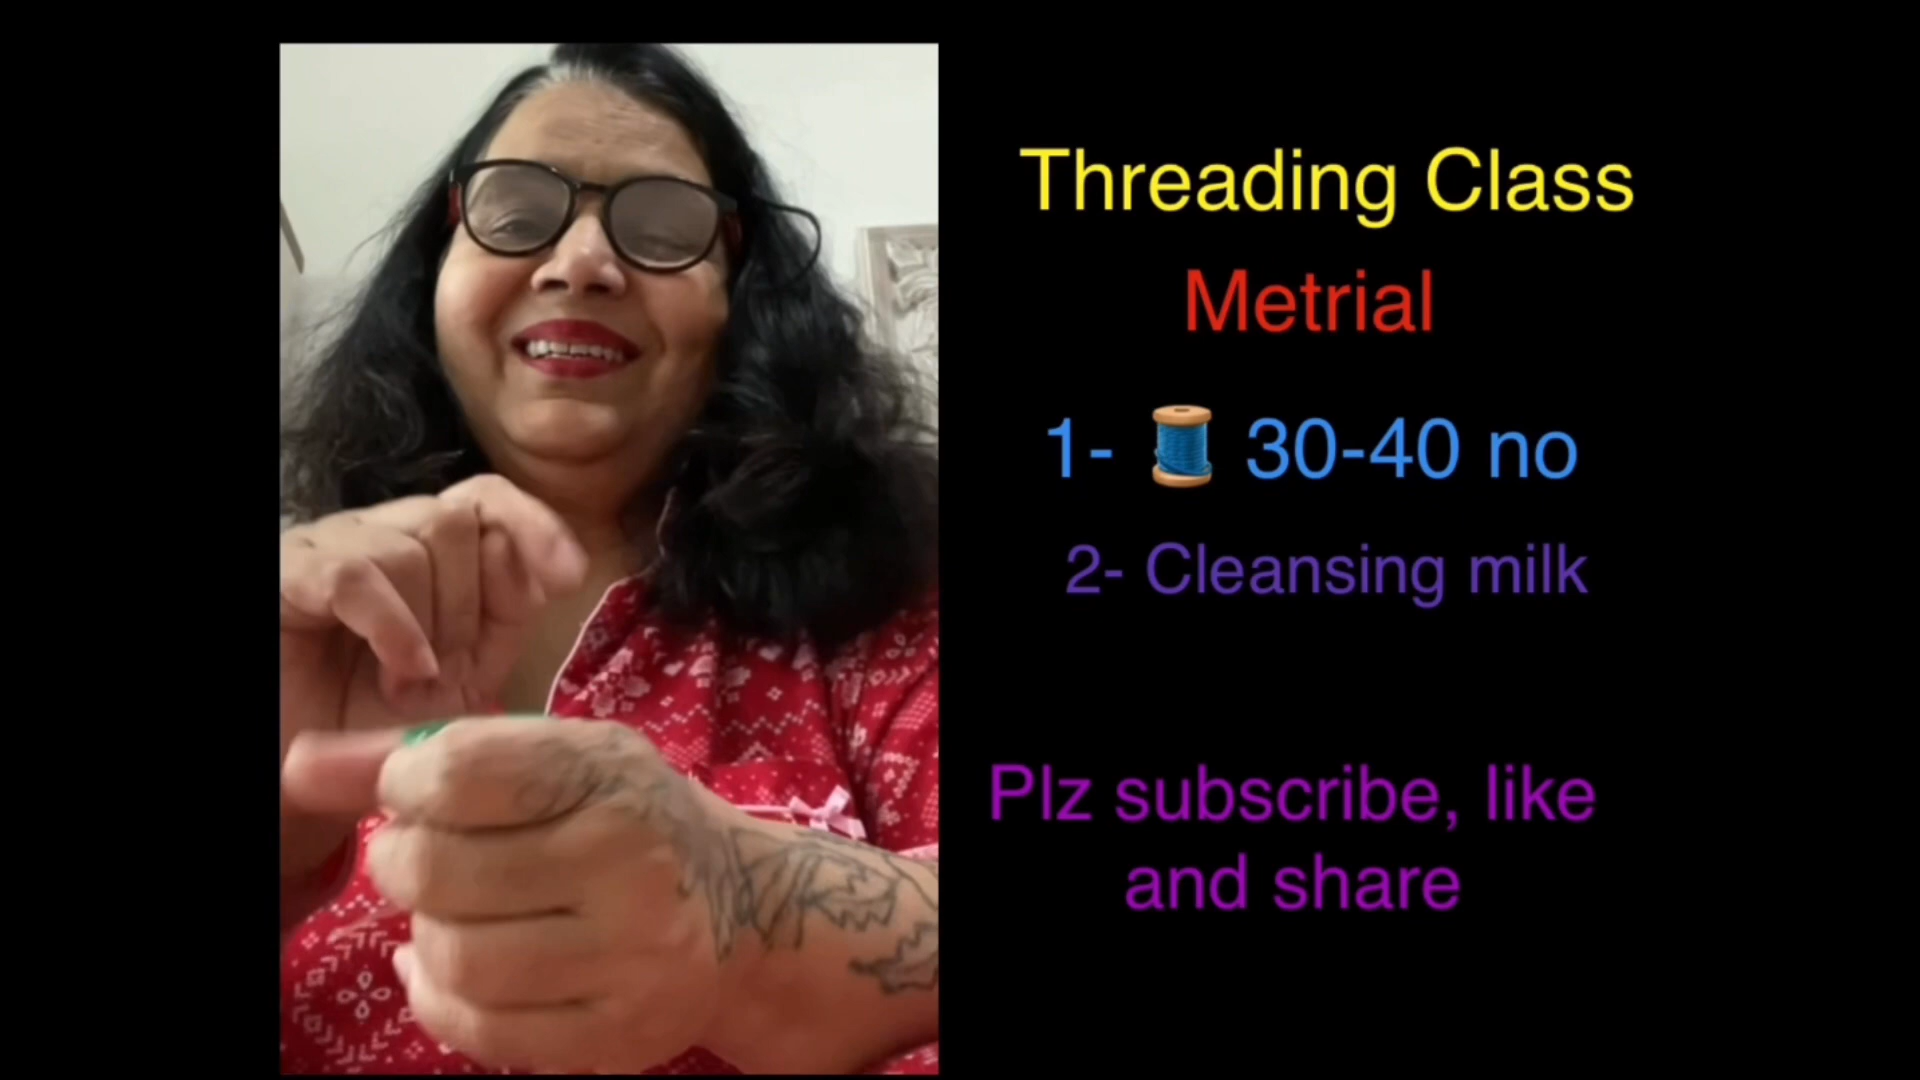 Threading Class
Metrial
1- 🧵 30-40 no
2- Cleansing milk
Plz subscribe, like
and share